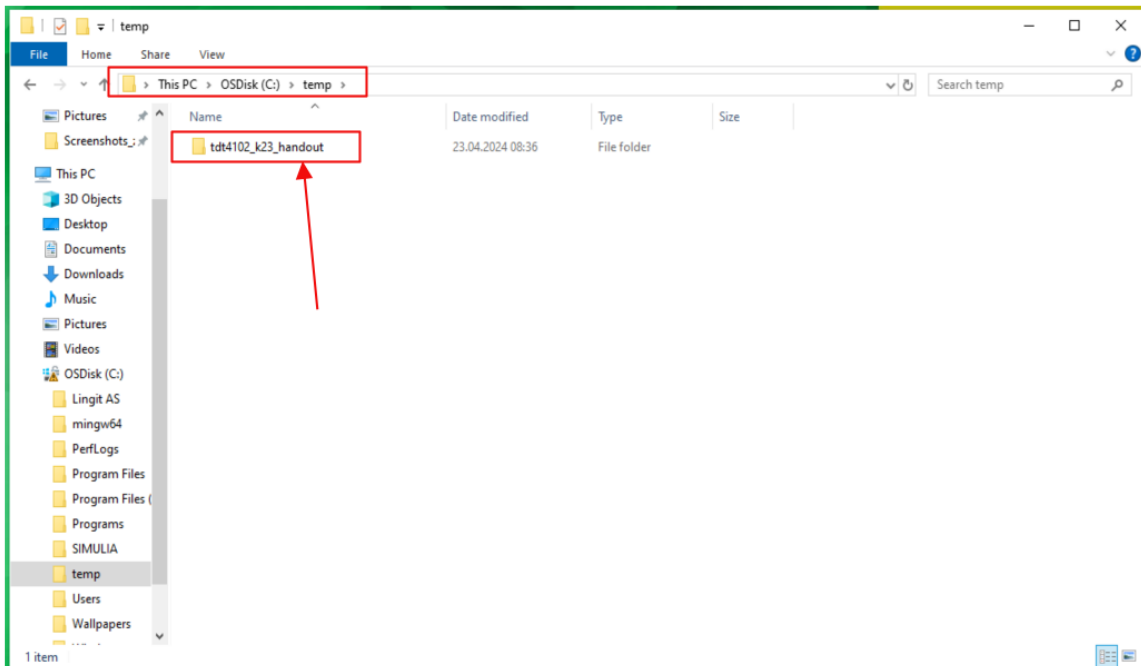 temp
File Home Share View
This PC > OSDisk (C:) > temp >
Search temp
Name Date modified Type Size
tdt4102_k23_handout 23.04.2024 08:36 File folder
Pictures
Screenshots_
This PC
3D Objects
Desktop
Documents
Downloads
Music
Pictures
Videos
OSDisk (C:)
Lingit AS
mingw64
PerfLogs
Program Files
Program Files (
Programs
SIMULIA
temp
Users
Wallpapers
1 item